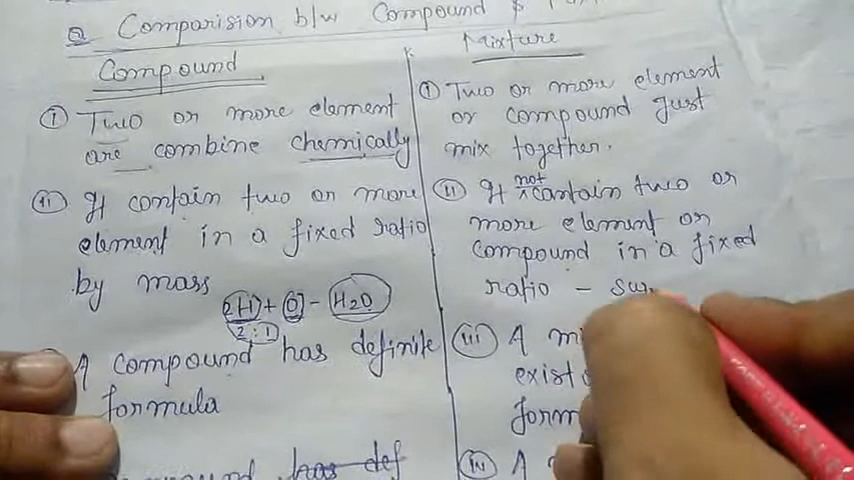 Q Comparision b/w Compound &
Compound
(I) Two or more element
are combine chemically
(II) It contain two or more
element in a fixed ratio
by mass
2H + O - H2O
2 : 1
A compound has definite
formula
has def
Mixture
(I) Two or more element
or compound Just
mix together.
(II) It not contain two or
more element or
compound in a fixed
ratio -
(III) A
exist
(IV) A